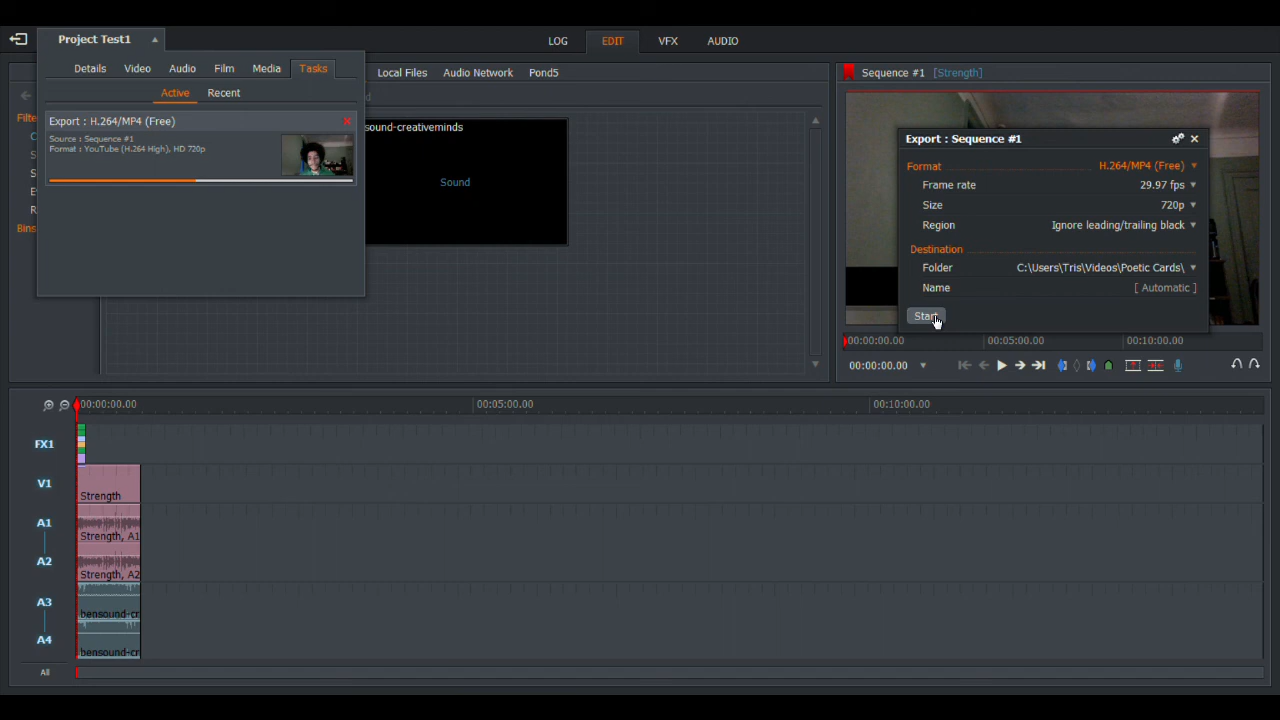 Project Test1
LOG EDIT VFX AUDIO
Details Video Audio Film Media Tasks
Active Recent
Export : H.264/MP4 (Free)
Source : Sequence #1
Format : YouTube (H.264 High), HD 720p
Local Files Audio Network Pond5
sound-creativeminds
Sound
Bins
Sequence #1 [Strength]
Export : Sequence #1
Format H.264/MP4 (Free)
Frame rate 29.97 fps
Size 720p
Region Ignore leading/trailing black
Destination
Folder C:\Users\Tris\Videos\Poetic Cards\
Name [ Automatic ]
Start
00:00:00.00 00:05:00.00 00:10:00.00
00:00:00.00
00:00:00.00 00:05:00.00 00:10:00.00
FX1
V1
Strength
A1
Strength, A1
A2
Strength, A2
A3
bensound-cr
A4
bensound-cr
All